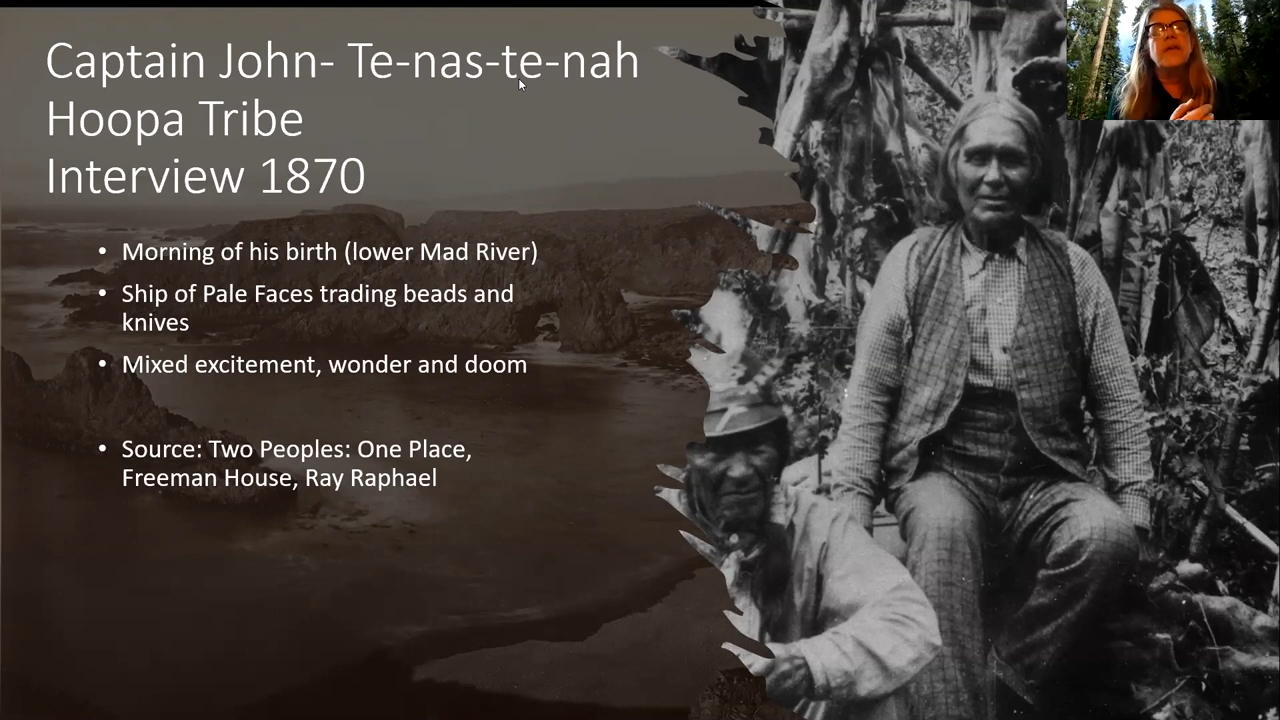 Captain John- Te-nas-te-nah
Hoopa Tribe
Interview 1870
• Morning of his birth (lower Mad River)
• Ship of Pale Faces trading beads and
knives
• Mixed excitement, wonder and doom
• Source: Two Peoples: One Place,
Freeman House, Ray Raphael